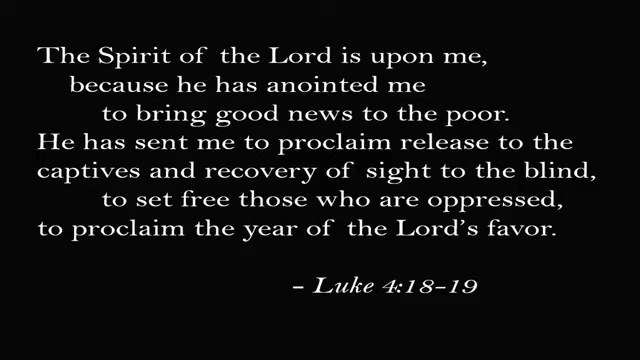 The Spirit of the Lord is upon me,
because he has anointed me
to bring good news to the poor.
He has sent me to proclaim release to the
captives and recovery of sight to the blind,
to set free those who are oppressed,
to proclaim the year of the Lord's favor.
– Luke 4:18–19